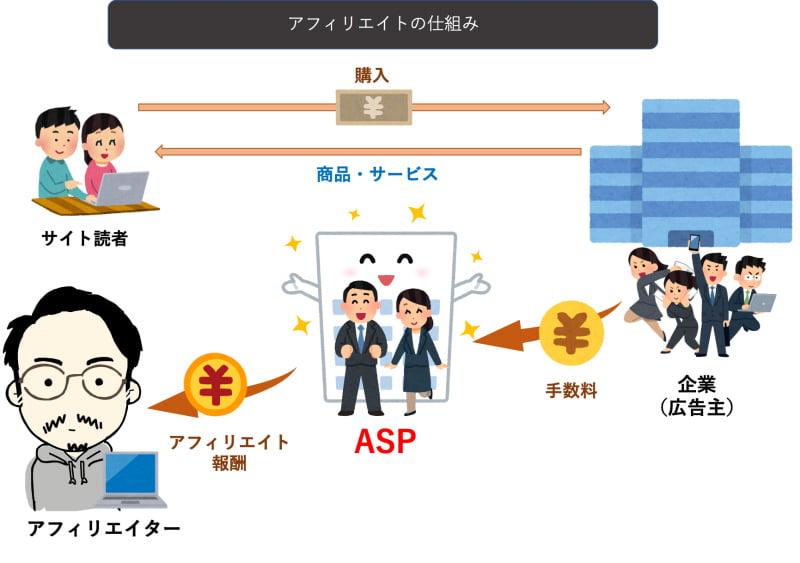 アフィリエイトの仕組み
購入
¥
商品・サービス
サイト読者
¥
手数料
企業
（広告主）
¥
アフィリエイト
報酬
ASP
アフィリエイター